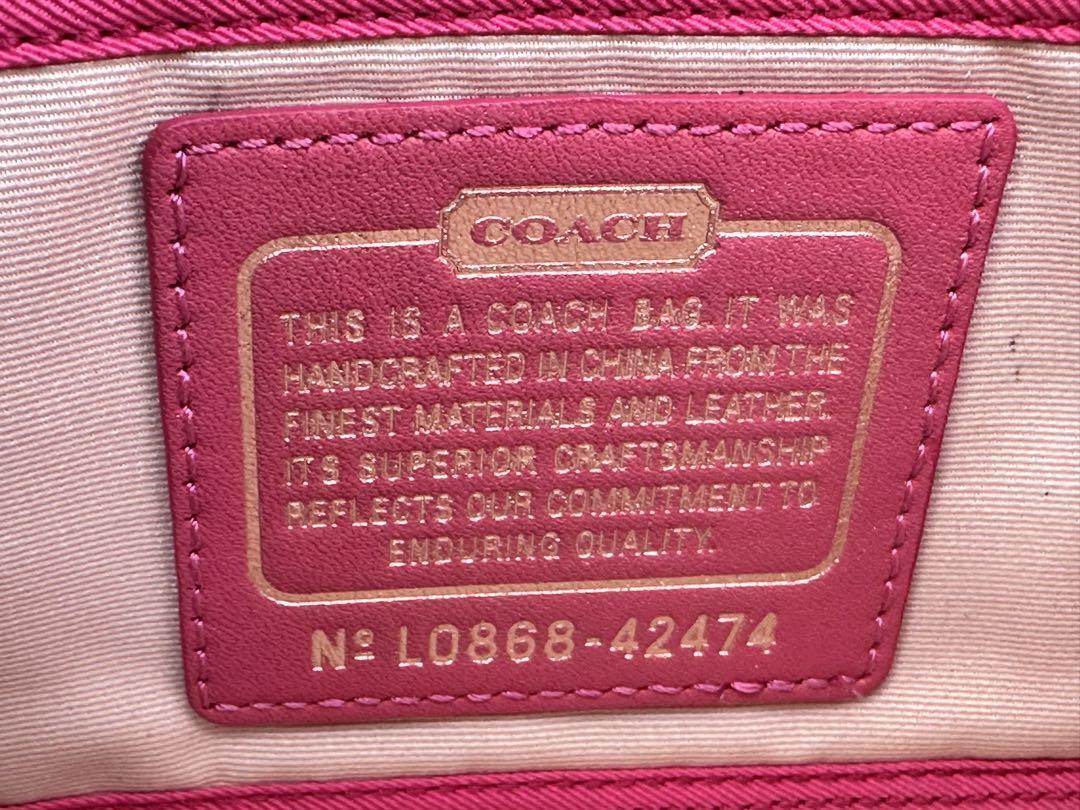 COACH
THIS IS A COACH BAG. IT WAS
HANDCRAFTED IN CHINA FROM THE
FINEST MATERIALS AND LEATHER.
ITS SUPERIOR CRAFTSMANSHIP
REFLECTS OUR COMMITMENT TO
ENDURING QUALITY.
Nº L0868-42474